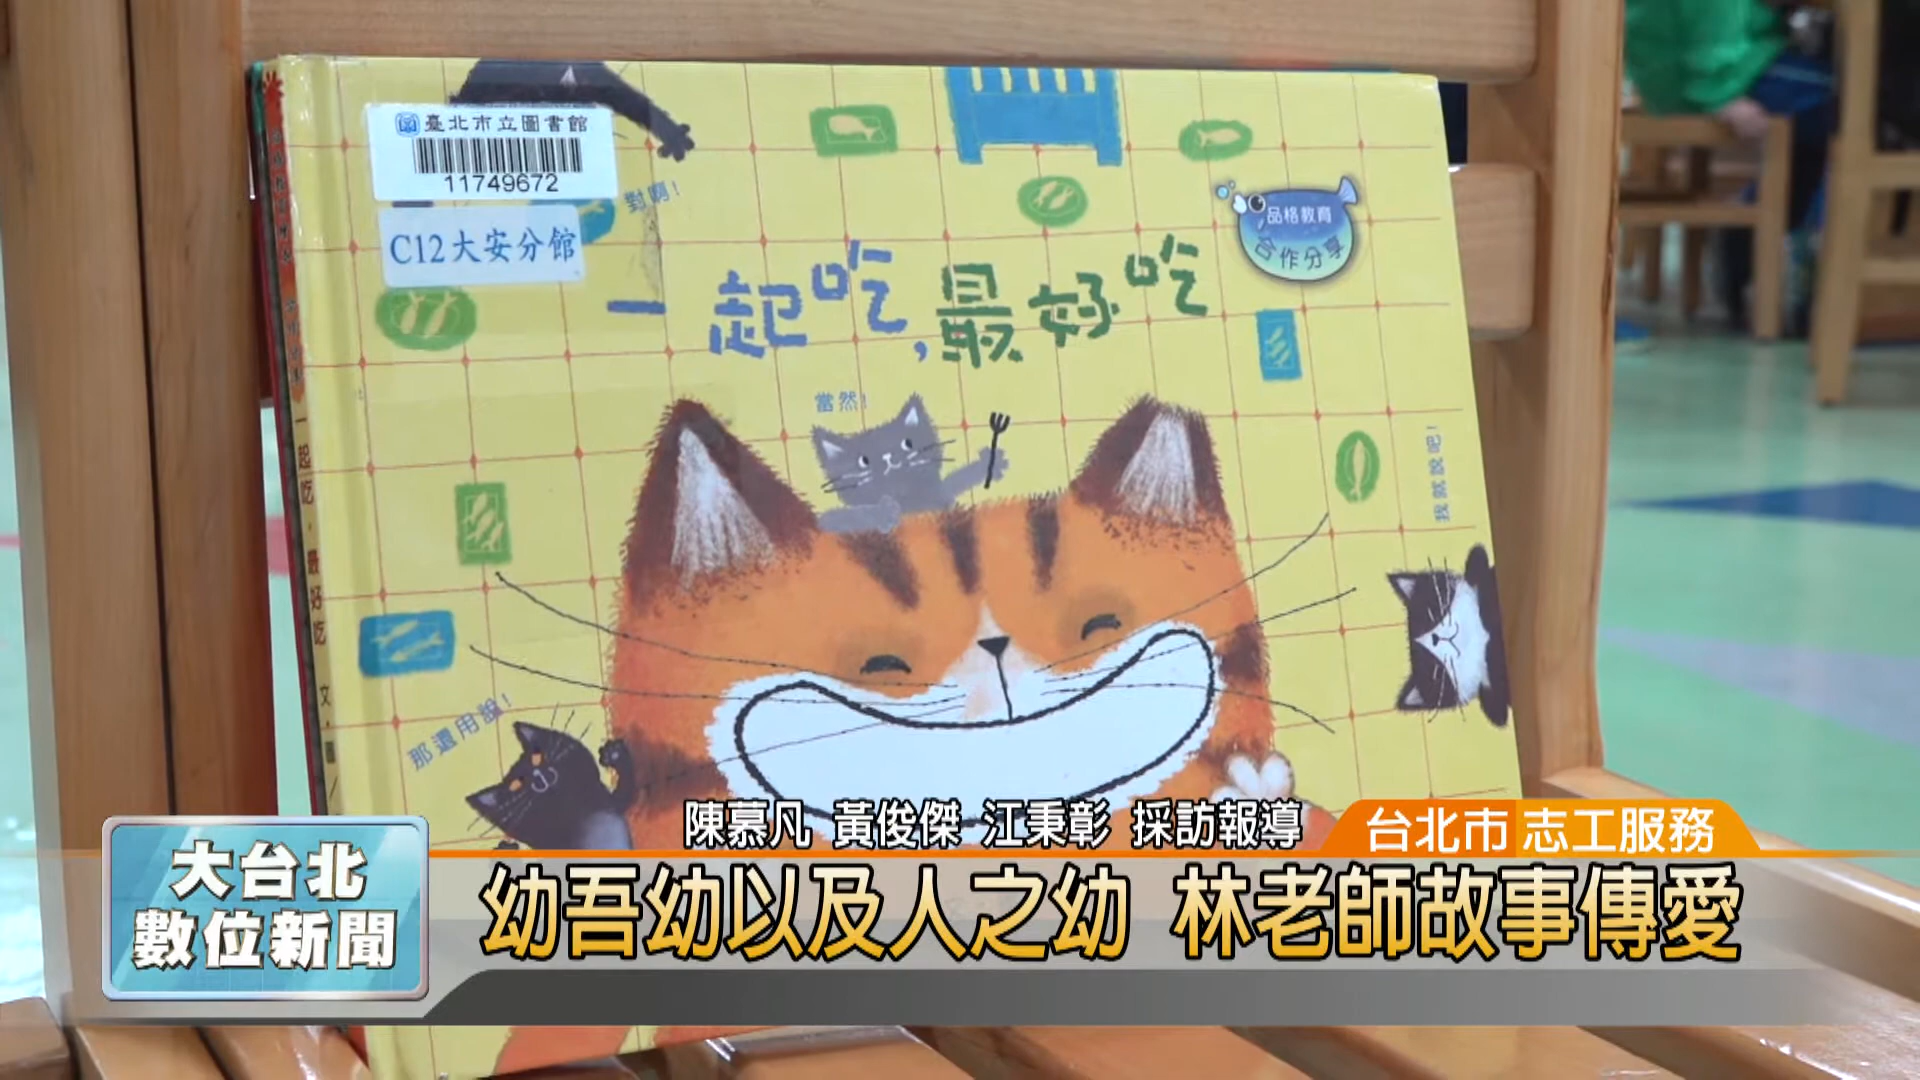 臺北市立圖書館
11749672
C12大安分館
對啊!
品格教育
合作分享
一起吃,最好吃
當然!
我就說吧!
那還用說!
一起吃,最好吃 文・圖/
陳慕凡 黃俊傑 江秉彰 採訪報導
台北市 志工服務
大台北
數位新聞
幼吾幼以及人之幼 林老師故事傳愛